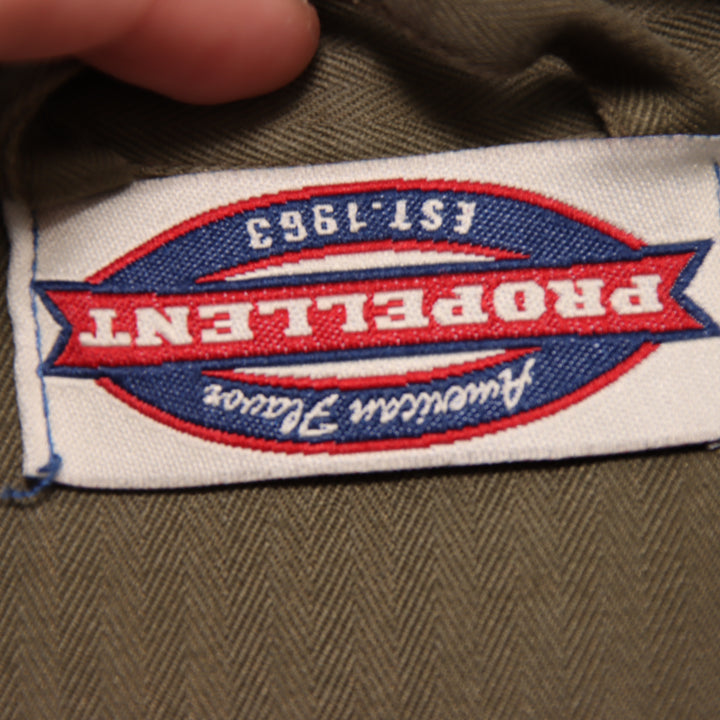 American Flavor
PROPELLENT
EST.1963